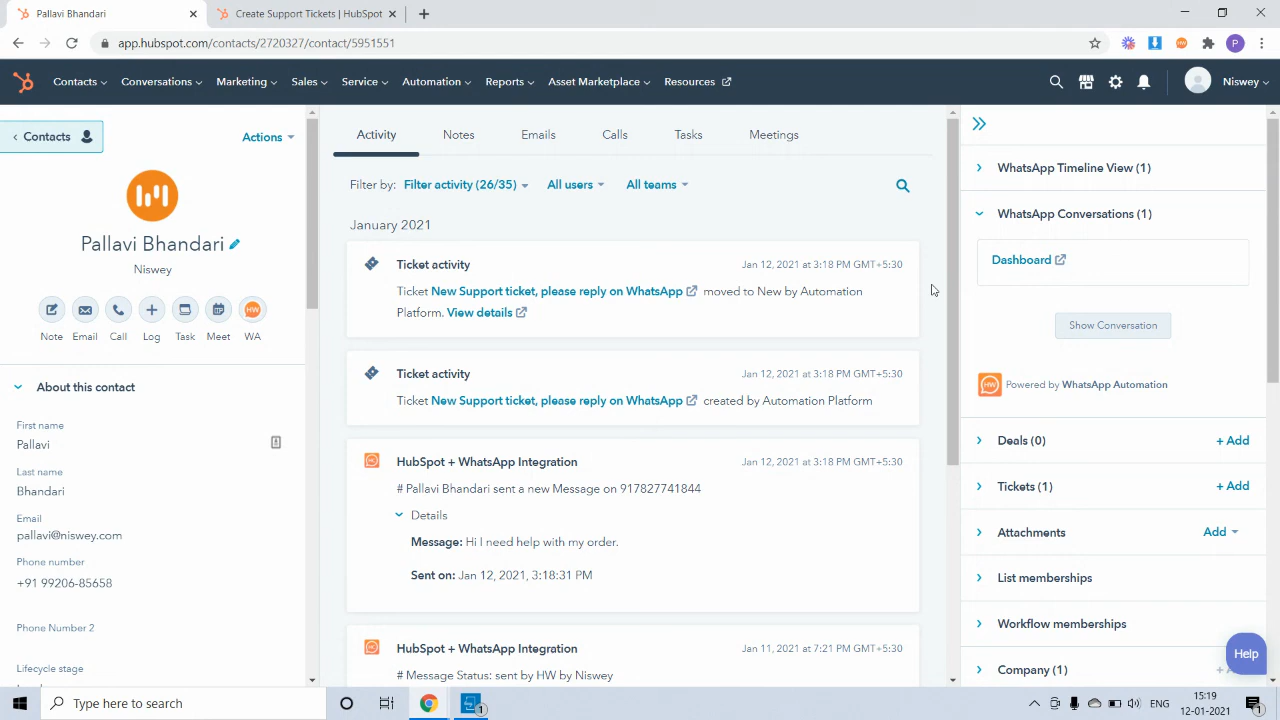 Pallavi Bhandari
Create Support Tickets | HubSpot
app.hubspot.com/contacts/2720327/contact/5951551
P
Contacts
Conversations
Marketing
Sales
Service
Automation
Reports
Asset Marketplace
Resources
Niswey
Contacts
Actions
Pallavi Bhandari
Niswey
HW
Note
Email
Call
Log
Task
Meet
WA
About this contact
First name
Pallavi
Last name
Bhandari
Email
pallavi@niswey.com
Phone number
+91 99206-85658
Phone Number 2
Lifecycle stage
Activity
Notes
Emails
Calls
Tasks
Meetings
Filter by: Filter activity (26/35)
All users
All teams
January 2021
Ticket activity
Jan 12, 2021 at 3:18 PM GMT+5:30
Ticket New Support ticket, please reply on WhatsApp moved to New by Automation
Platform. View details
Ticket activity
Jan 12, 2021 at 3:18 PM GMT+5:30
Ticket New Support ticket, please reply on WhatsApp created by Automation Platform
HubSpot + WhatsApp Integration
Jan 12, 2021 at 3:18 PM GMT+5:30
# Pallavi Bhandari sent a new Message on 917827741844
Details
Message: Hi I need help with my order.
Sent on: Jan 12, 2021, 3:18:31 PM
HubSpot + WhatsApp Integration
Jan 11, 2021 at 7:21 PM GMT+5:30
# Message Status: sent by HW by Niswey
WhatsApp Timeline View (1)
WhatsApp Conversations (1)
Dashboard
Show Conversation
HW
Powered by WhatsApp Automation
Deals (0)
+ Add
Tickets (1)
+ Add
Attachments
Add
List memberships
Workflow memberships
Company (1)
Help
Type here to search
1
ENG
15:19
12-01-2021
1